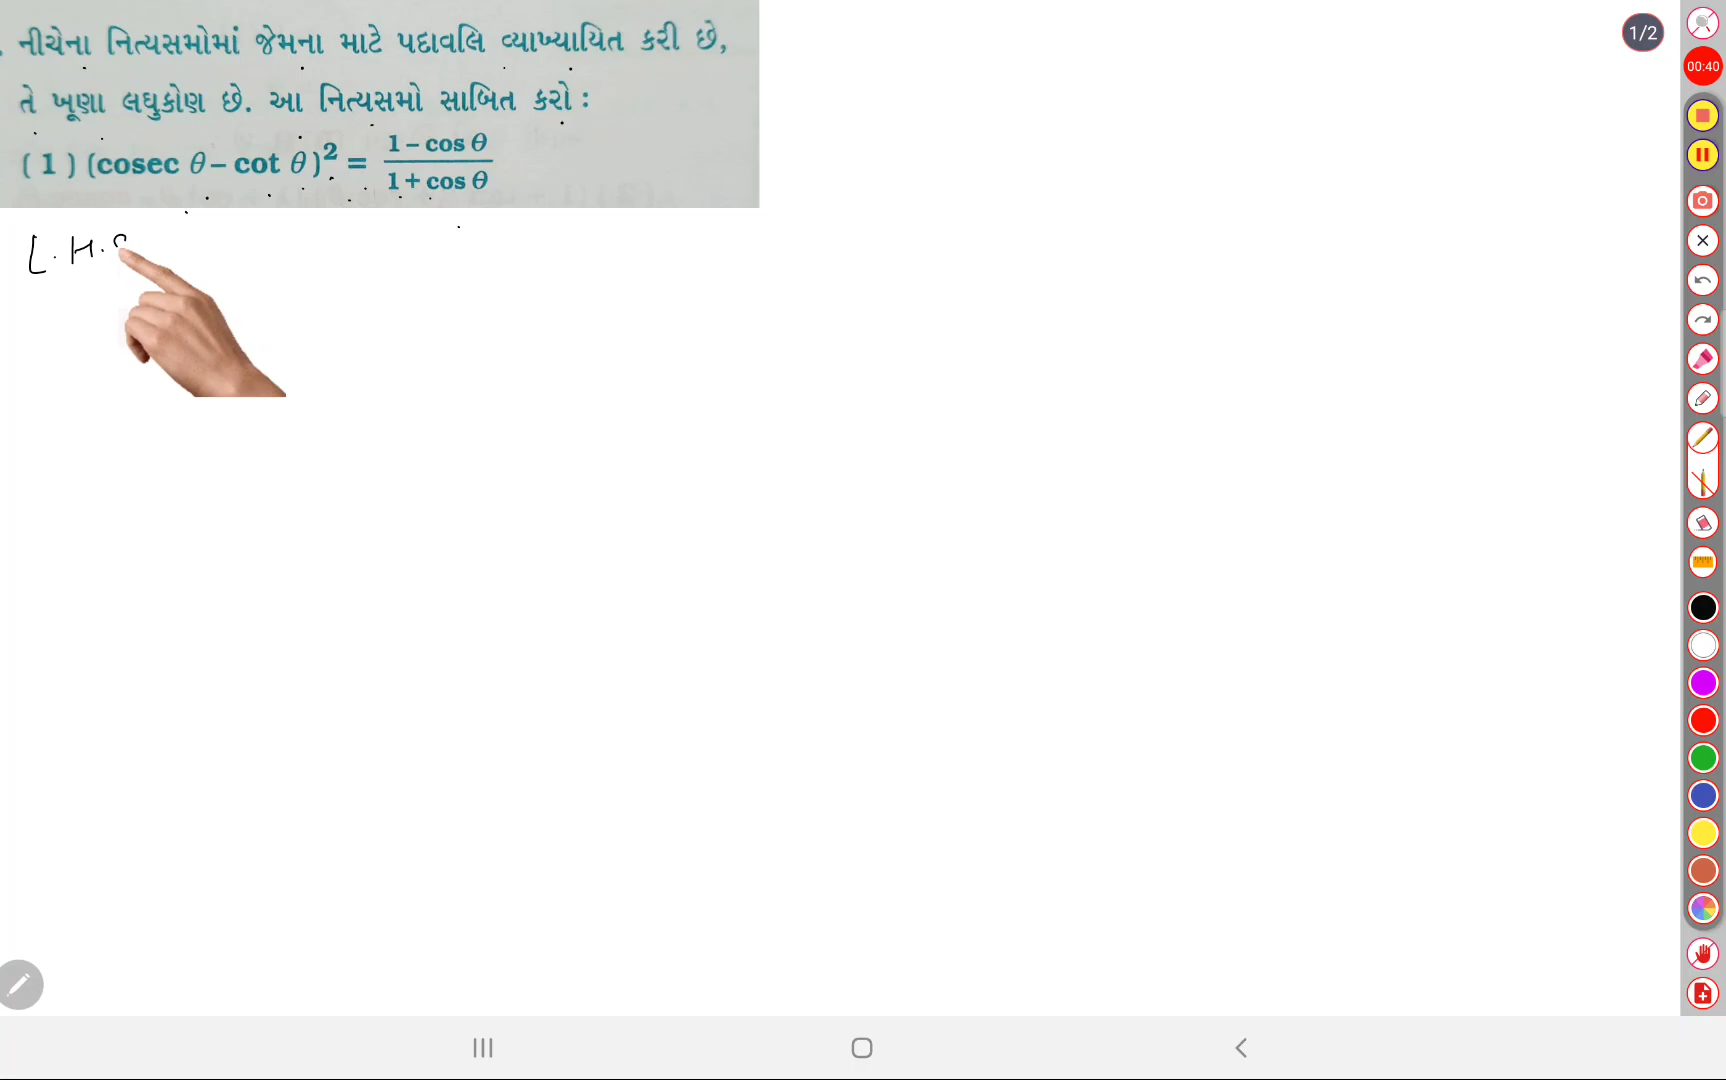 1/2
00:40
. નીચેના નિત્યસમોમાં જેમના માટે પદાવલિ વ્યાખ્યાયિત કરી છે,
તે ખૂણા લઘુકોણ છે. આ નિત્યસમો સાબિત કરો :
( 1 ) (cosec θ – cot θ )² = (1 – cos θ)/(1 + cos θ)
L. H. S